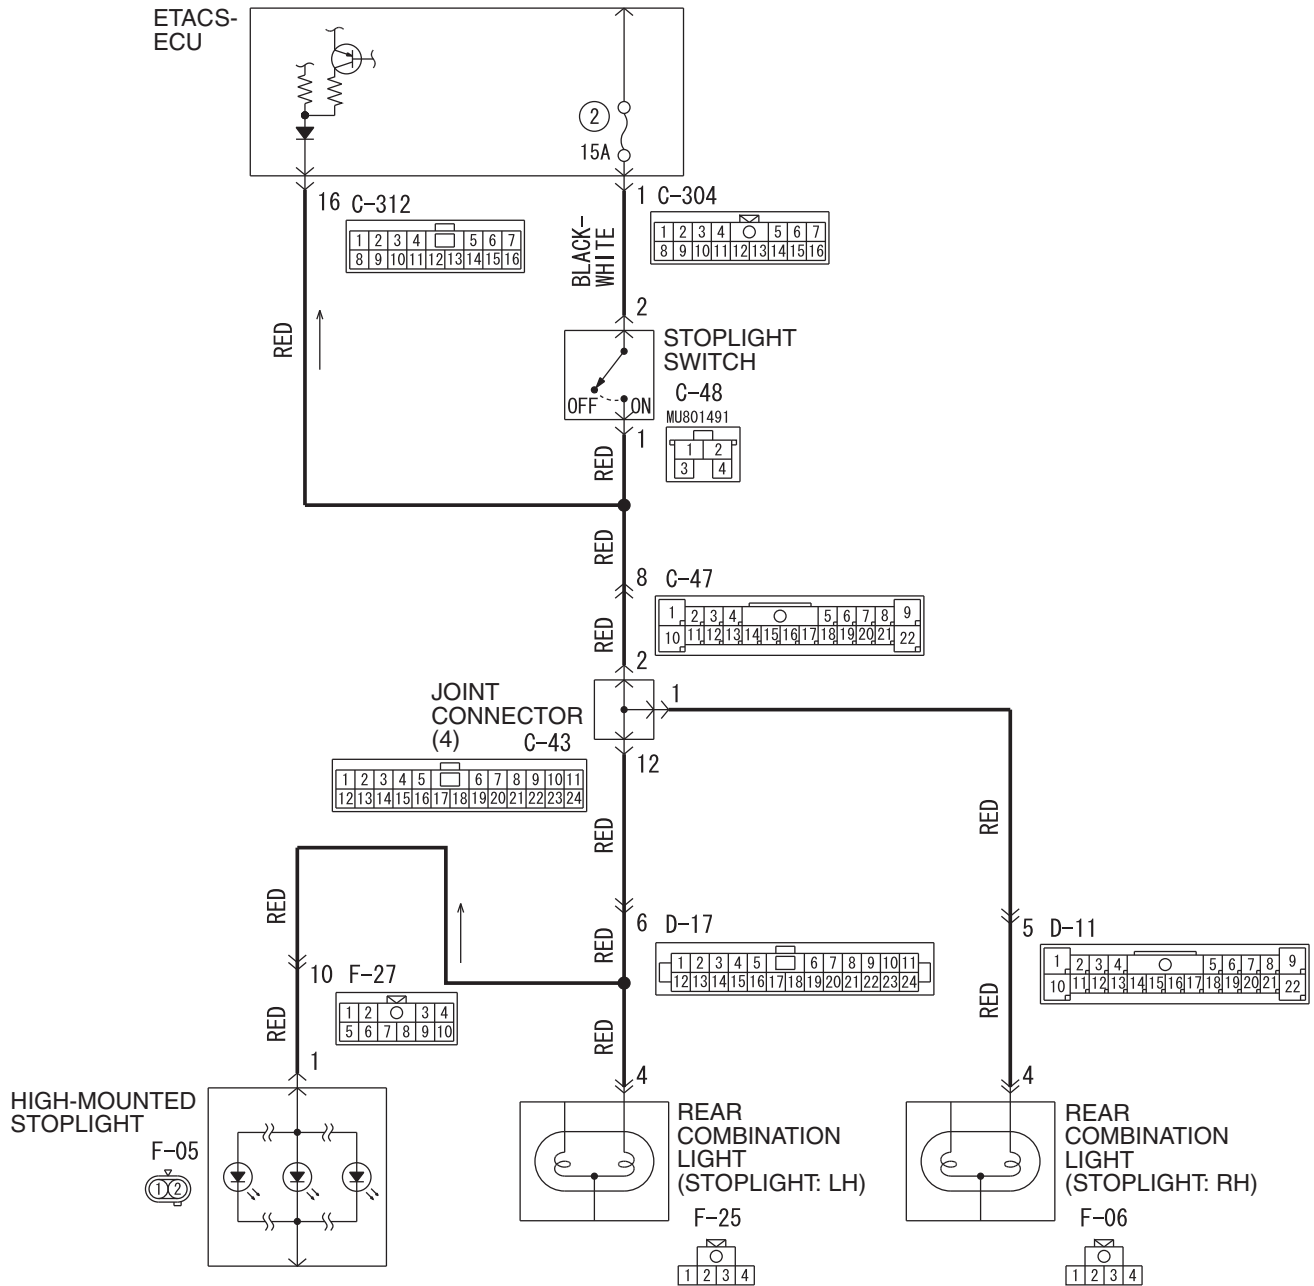 ETACS-
ECU
2
15A
16 C-312
1 2 3 4 5 6 7
8 9 10 11 12 13 14 15 16
1 C-304
1 2 3 4 5 6 7
8 9 10 11 12 13 14 15 16
BLACK-
WHITE
RED
2
STOPLIGHT
SWITCH
OFF ON
C-48
MU801491
1 2
3 4
1
RED
RED
8 C-47
1 2 3 4 5 6 7 8 9
10 11 12 13 14 15 16 17 18 19 20 21 22
RED
2
JOINT
CONNECTOR
(4) C-43
1
1 2 3 4 5 6 7 8 9 10 11
12 13 14 15 16 17 18 19 20 21 22 23 24
12
RED
RED
RED
6 D-17
1 2 3 4 5 6 7 8 9 10 11
12 13 14 15 16 17 18 19 20 21 22 23 24
5 D-11
1 2 3 4 5 6 7 8 9
10 11 12 13 14 15 16 17 18 19 20 21 22
RED
10 F-27
1 2 3 4
5 6 7 8 9 10
RED
RED
RED
1
4
4
HIGH-MOUNTED
STOPLIGHT
F-05
1 2
REAR
COMBINATION
LIGHT
(STOPLIGHT: LH)
F-25
1 2 3 4
REAR
COMBINATION
LIGHT
(STOPLIGHT: RH)
F-06
1 2 3 4